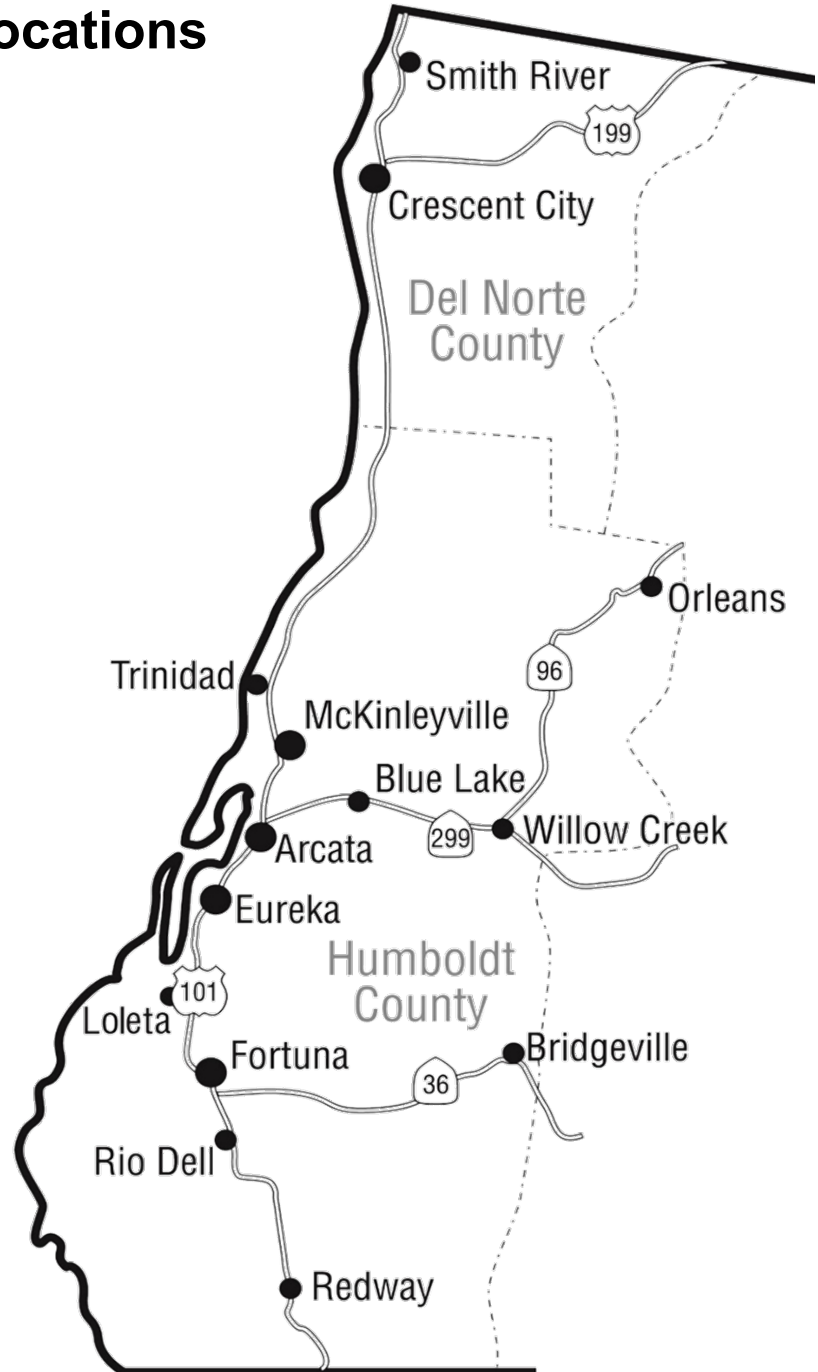 ocations
Smith River
199
Crescent City
Del Norte
County
Orleans
96
Trinidad
McKinleyville
Blue Lake
299
Willow Creek
Arcata
Eureka
Humboldt
County
101
Loleta
Fortuna
Bridgeville
36
Rio Dell
Redway